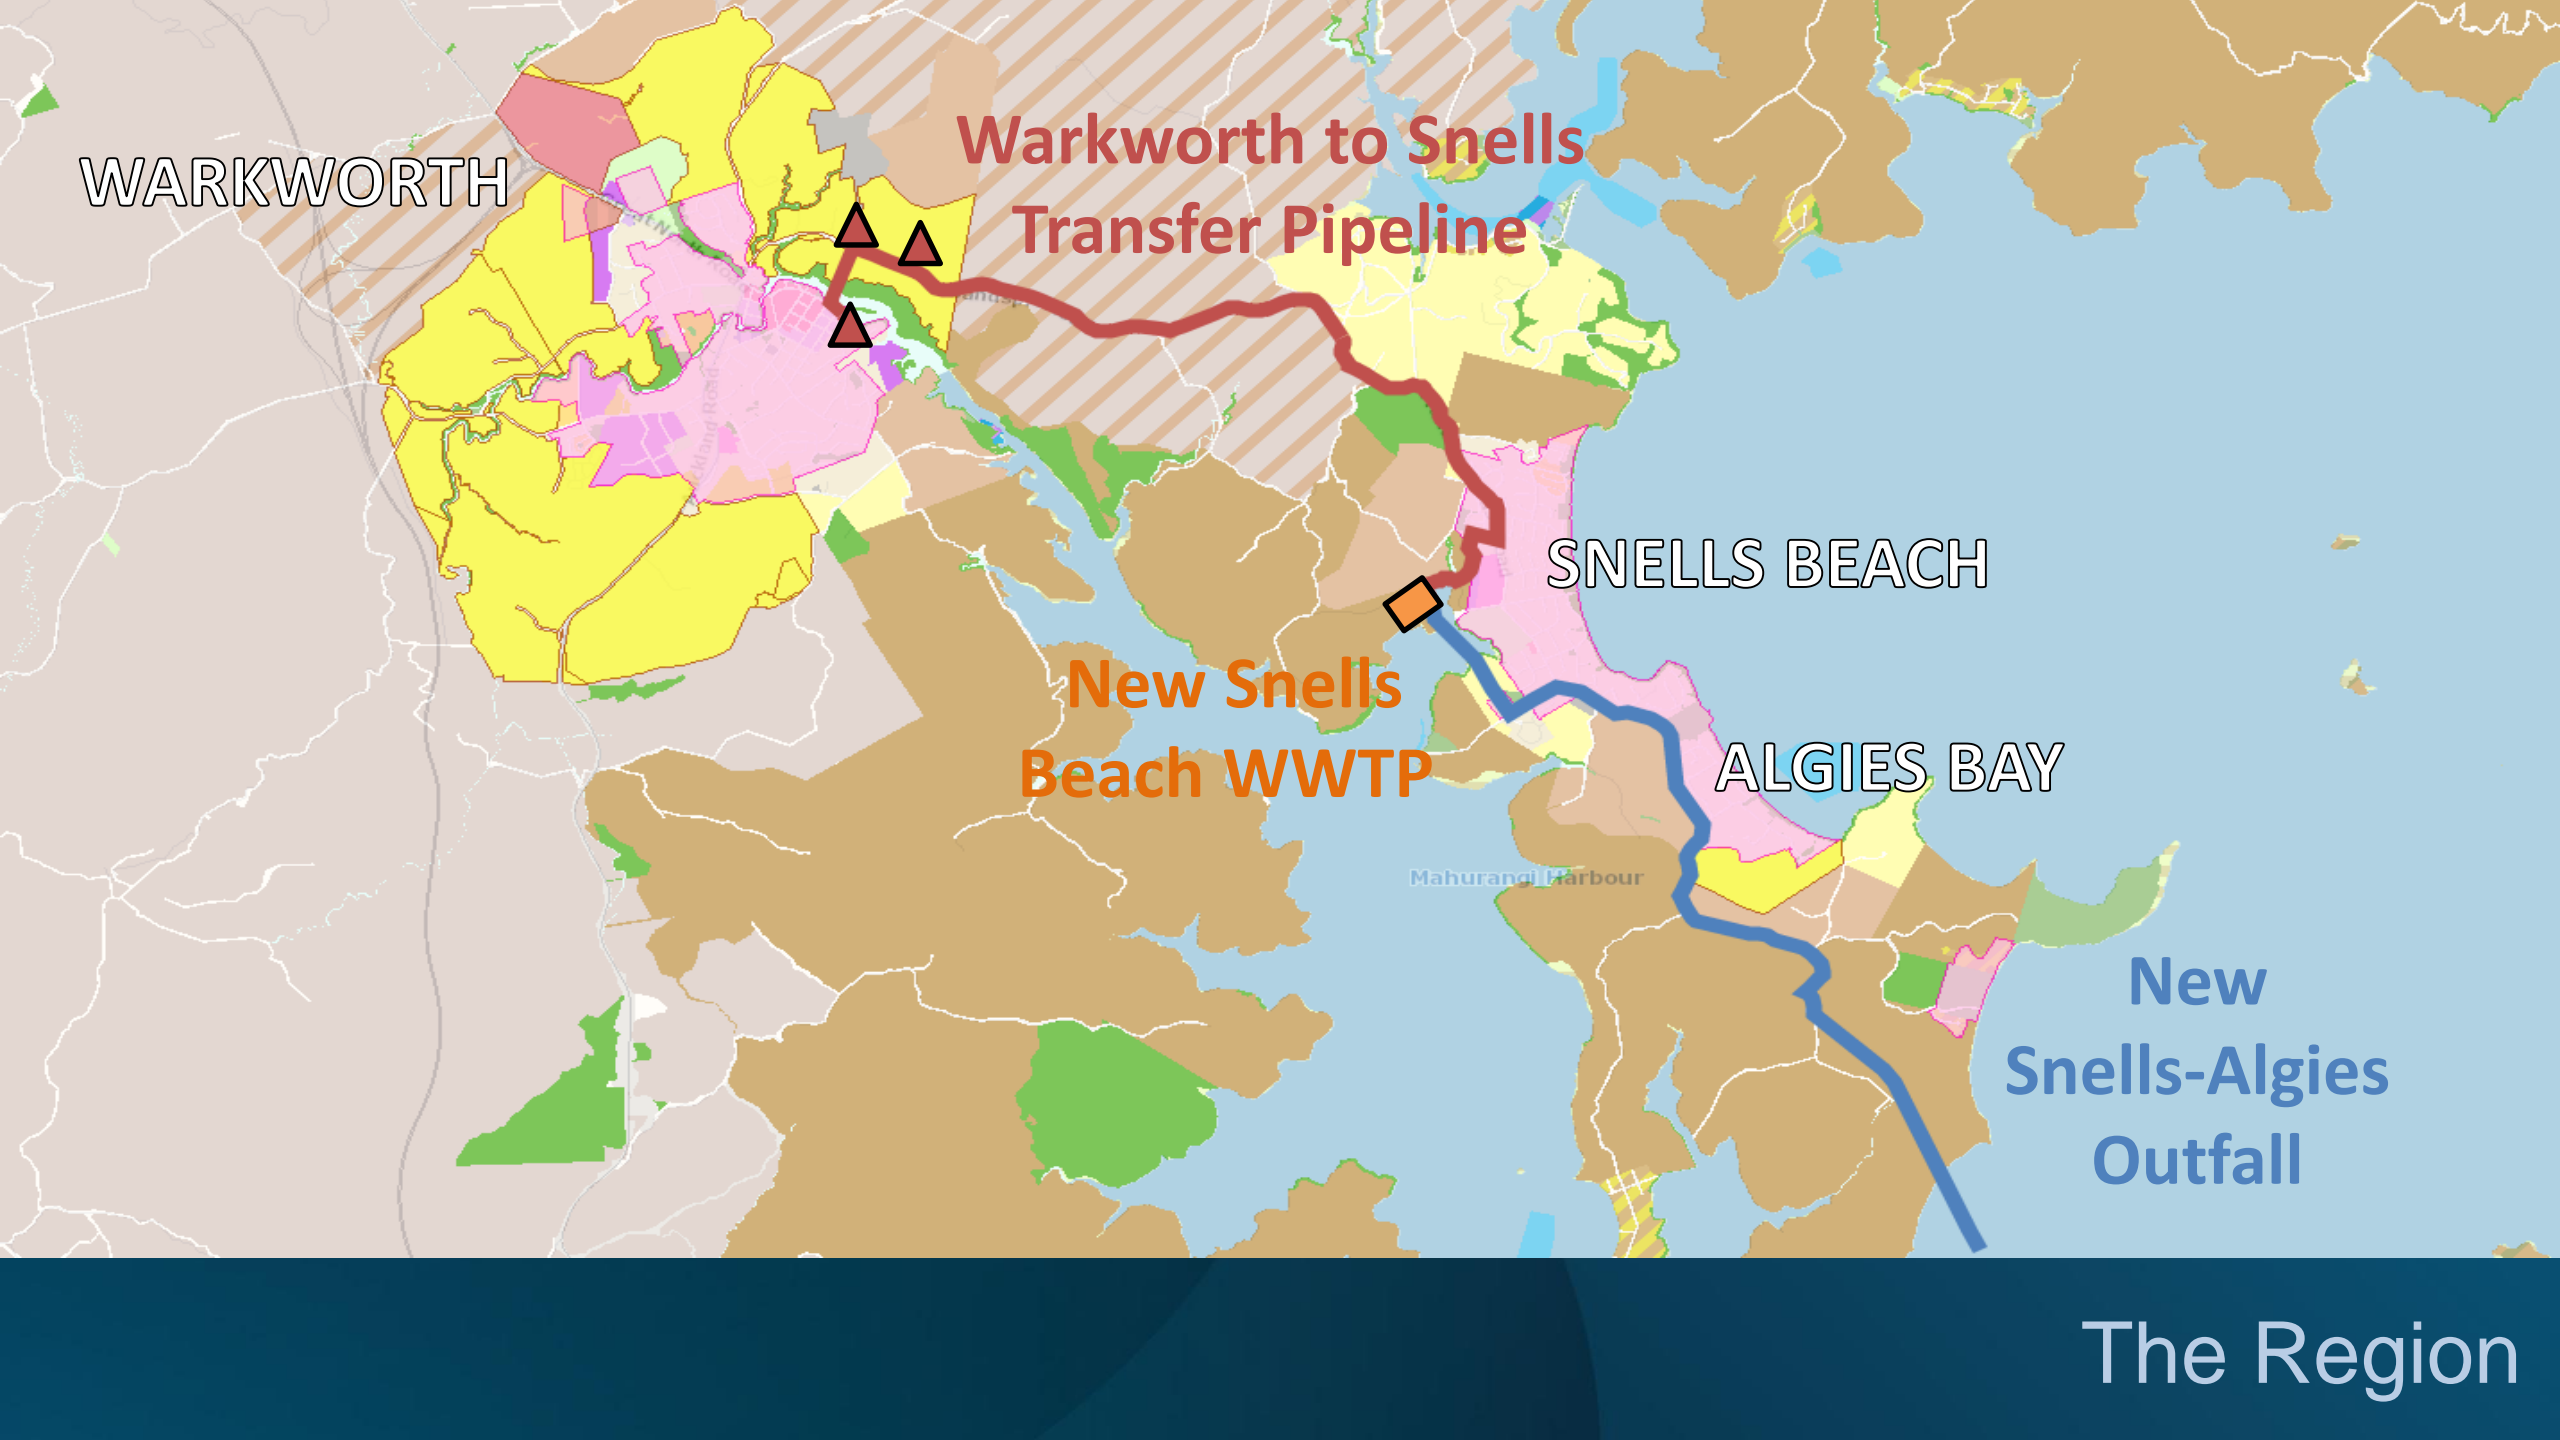 WARKWORTH
Warkworth to Snells
Transfer Pipeline
SNELLS BEACH
New Snells
Beach WWTP
ALGIES BAY
Mahurangi Harbour
New
Snells-Algies
Outfall
The Region